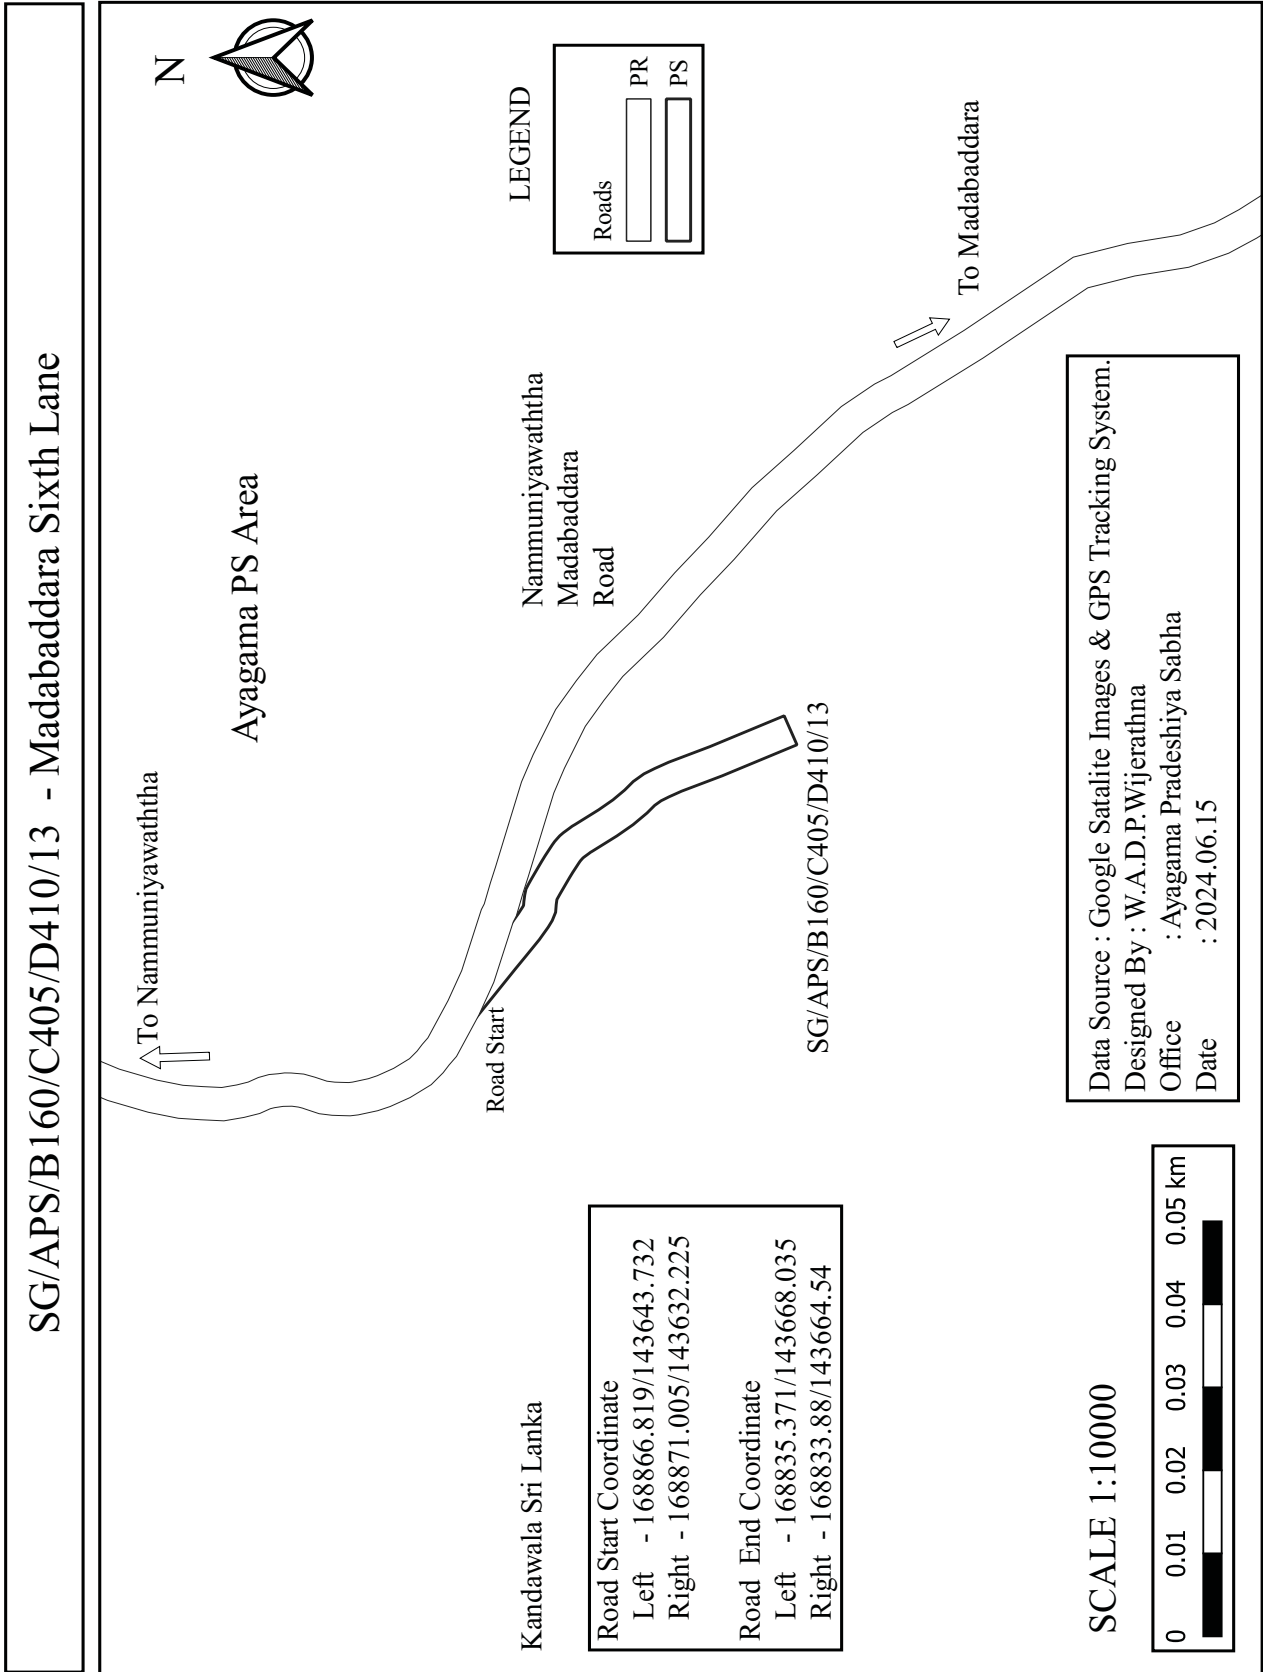 SG/APS/B160/C405/D410/13 - Madabaddara Sixth Lane
N
To Nammuniyawaththa
Ayagama PS Area
LEGEND
Roads
PR
PS
Nammuniyawaththa
Madabaddara
Road
Road Start
To Madabaddara
SG/APS/B160/C405/D410/13
Kandawala Sri Lanka
Road Start Coordinate
Left - 168866.819/143643.732
Right - 168871.005/143632.225
Road End Coordinate
Left - 168835.371/143668.035
Right - 168833.88/143664.54
SCALE 1:10000
0 0.01 0.02 0.03 0.04 0.05 km
Data Source : Google Satalite Images & GPS Tracking System.
Designed By : W.A.D.P.Wijerathna
Office : Ayagama Pradeshiya Sabha
Date : 2024.06.15